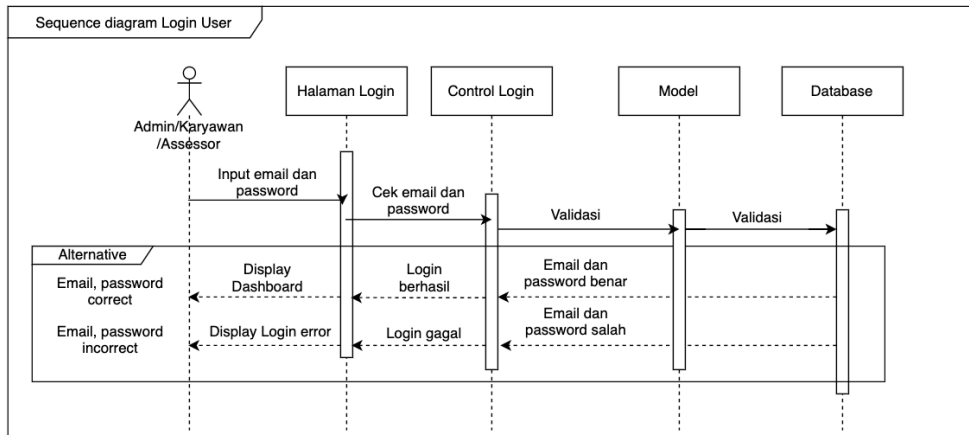 Sequence diagram Login User
Halaman Login
Control Login
Model
Database
Admin/Karyawan
/Assessor
Input email dan
password
Cek email dan
password
Validasi
Validasi
Alternative
Email, password
correct
Display
Dashboard
Login
berhasil
Email dan
password benar
Email, password
incorrect
Display Login error
Login gagal
Email dan
password salah